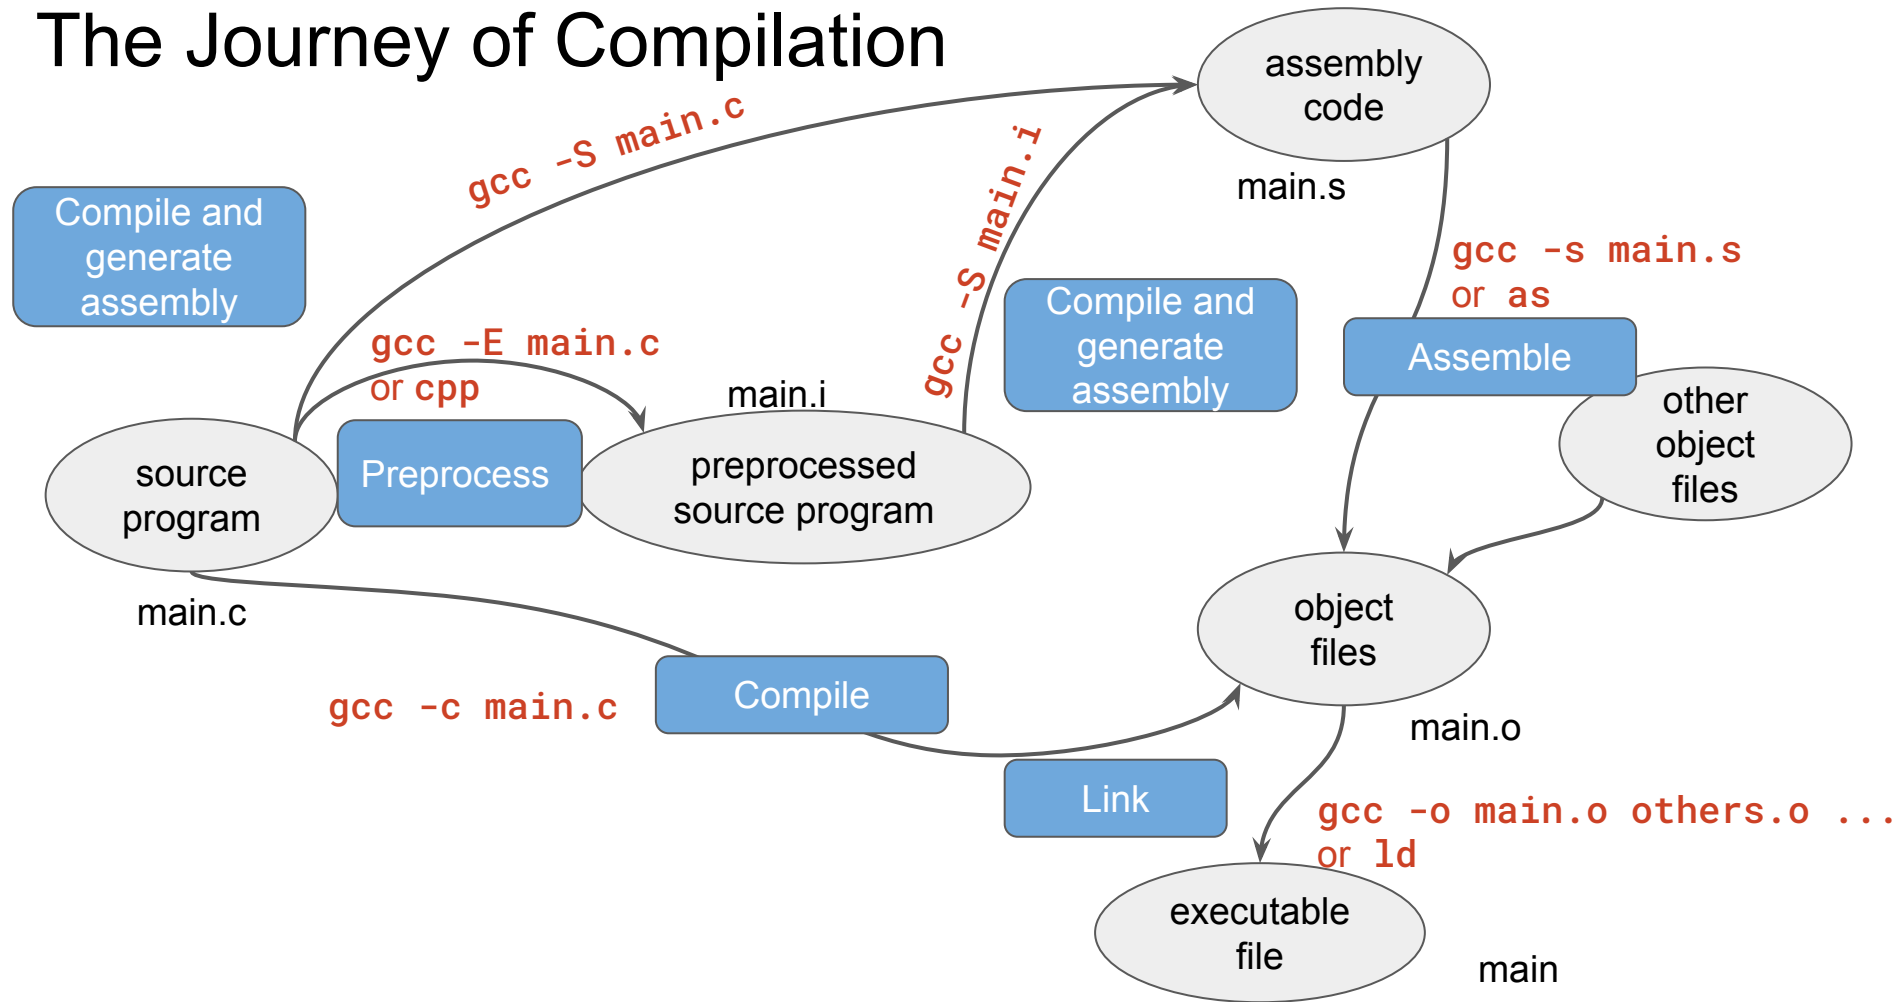 The Journey of Compilation
assembly
code
main.s
gcc -S main.c
gcc -S main.i
Compile and
generate
assembly
gcc -s main.s
or as
Compile and
generate
assembly
Assemble
gcc -E main.c
or cpp
main.i
other
object
files
source
program
Preprocess
preprocessed
source program
main.c
object
files
gcc -c main.c
Compile
main.o
Link
gcc -o main.o others.o ...
or ld
executable
file
main